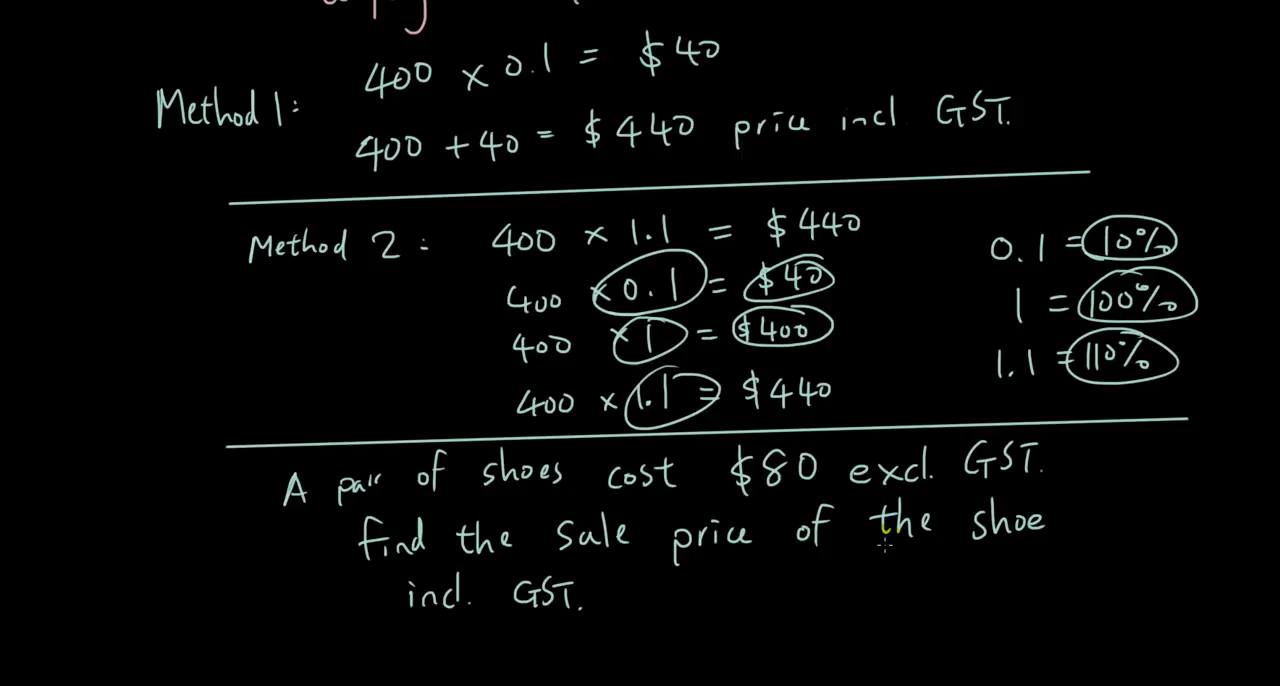 400 × 0.1 = $40
Method 1:
400 + 40 = $440 price incl. GST.
Method 2: 400 × 1.1 = $440
400 × 0.1 = $40
400 × 1 = $400
400 × 1.1 = $440
0.1 = 10%
1 = 100%
1.1 = 110%
A pair of shoes cost $80 excl. GST.
find the sale price of the shoe
incl. GST.